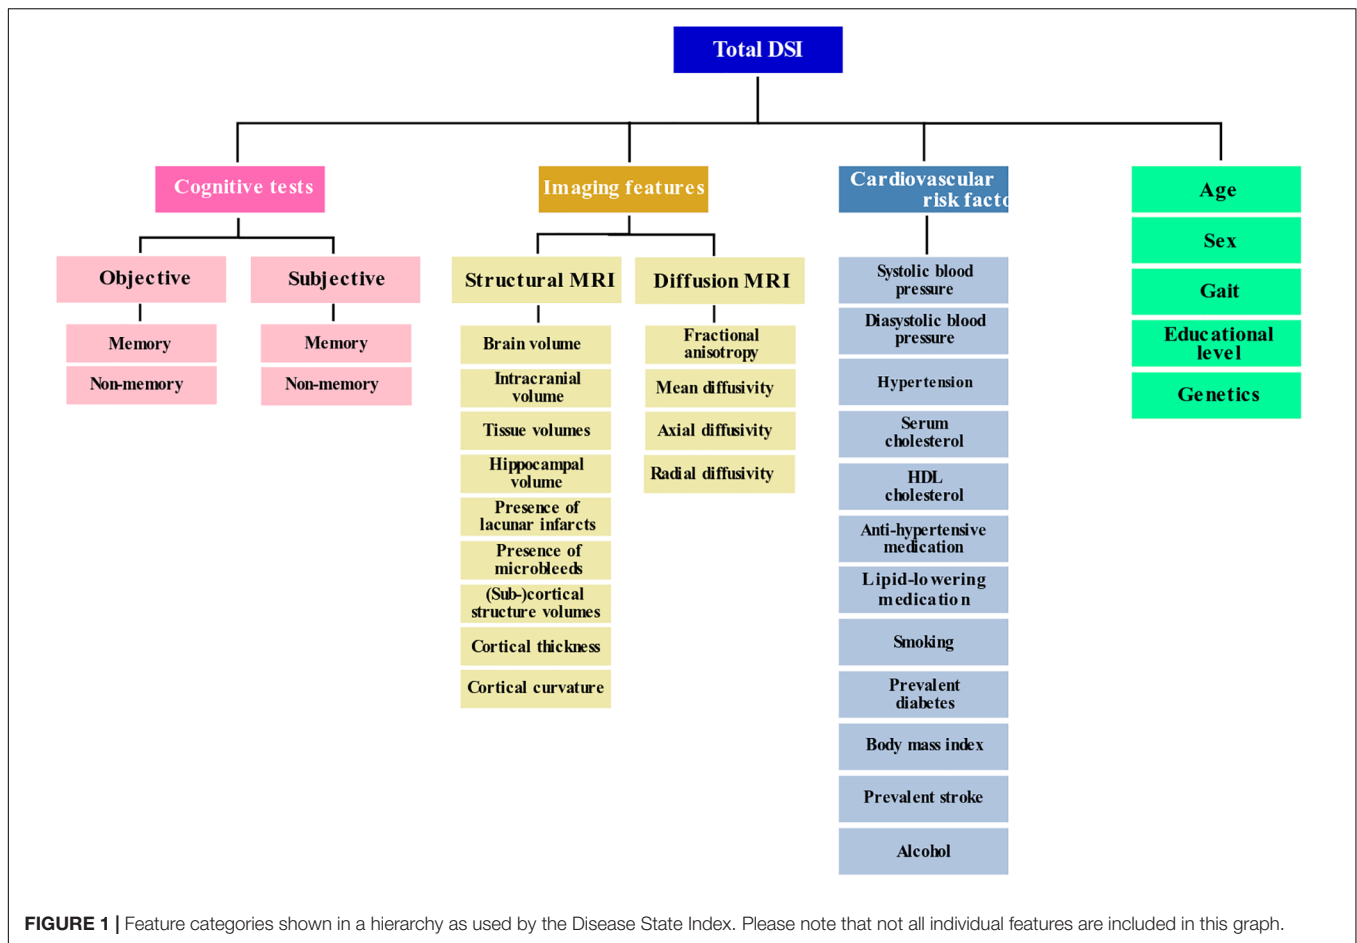 Total DSI
Cognitive tests
Objective
Memory
Non-memory
Subjective
Memory
Non-memory
Imaging features
Structural MRI
Brain volume
Intracranial
volume
Tissue volumes
Hippocampal
volume
Presence of
lacunar infarcts
Presence of
microbleeds
(Sub-)cortical
structure volumes
Cortical thickness
Cortical curvature
Diffusion MRI
Fractional
anisotropy
Mean diffusivity
Axial diffusivity
Radial diffusivity
Cardiovascular
risk facto
Systolic blood
pressure
Diasystolic blood
pressure
Hypertension
Serum
cholesterol
HDL
cholesterol
Anti-hypertensive
medication
Lipid-lowering
medication
Smoking
Prevalent
diabetes
Body mass index
Prevalent stroke
Alcohol
Age
Sex
Gait
Educational
level
Genetics
FIGURE 1 | Feature categories shown in a hierarchy as used by the Disease State Index. Please note that not all individual features are included in this graph.